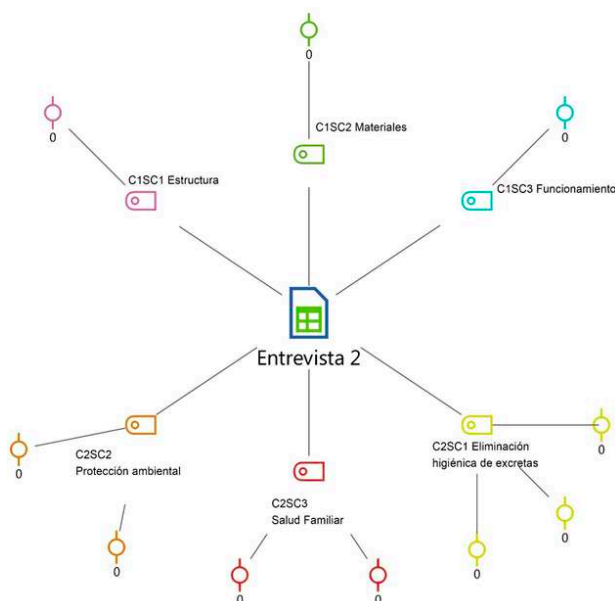 0
C1SC2 Materiales
0
C1SC1 Estructura
0
C1SC3 Funcionamiento
Entrevista 2
0
C2SC2
Protección ambiental
0
C2SC3
Salud Familiar
0
0
C2SC1 Eliminación
higiénica de excretas
0
0
0